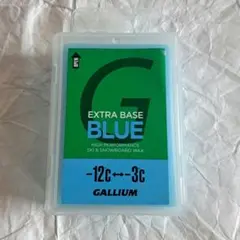 G
EXTRA BASE
BLUE
HIGH PERFORMANCE
SKI & SNOWBOARD WAX
-12c↔-3c
GALLIUM